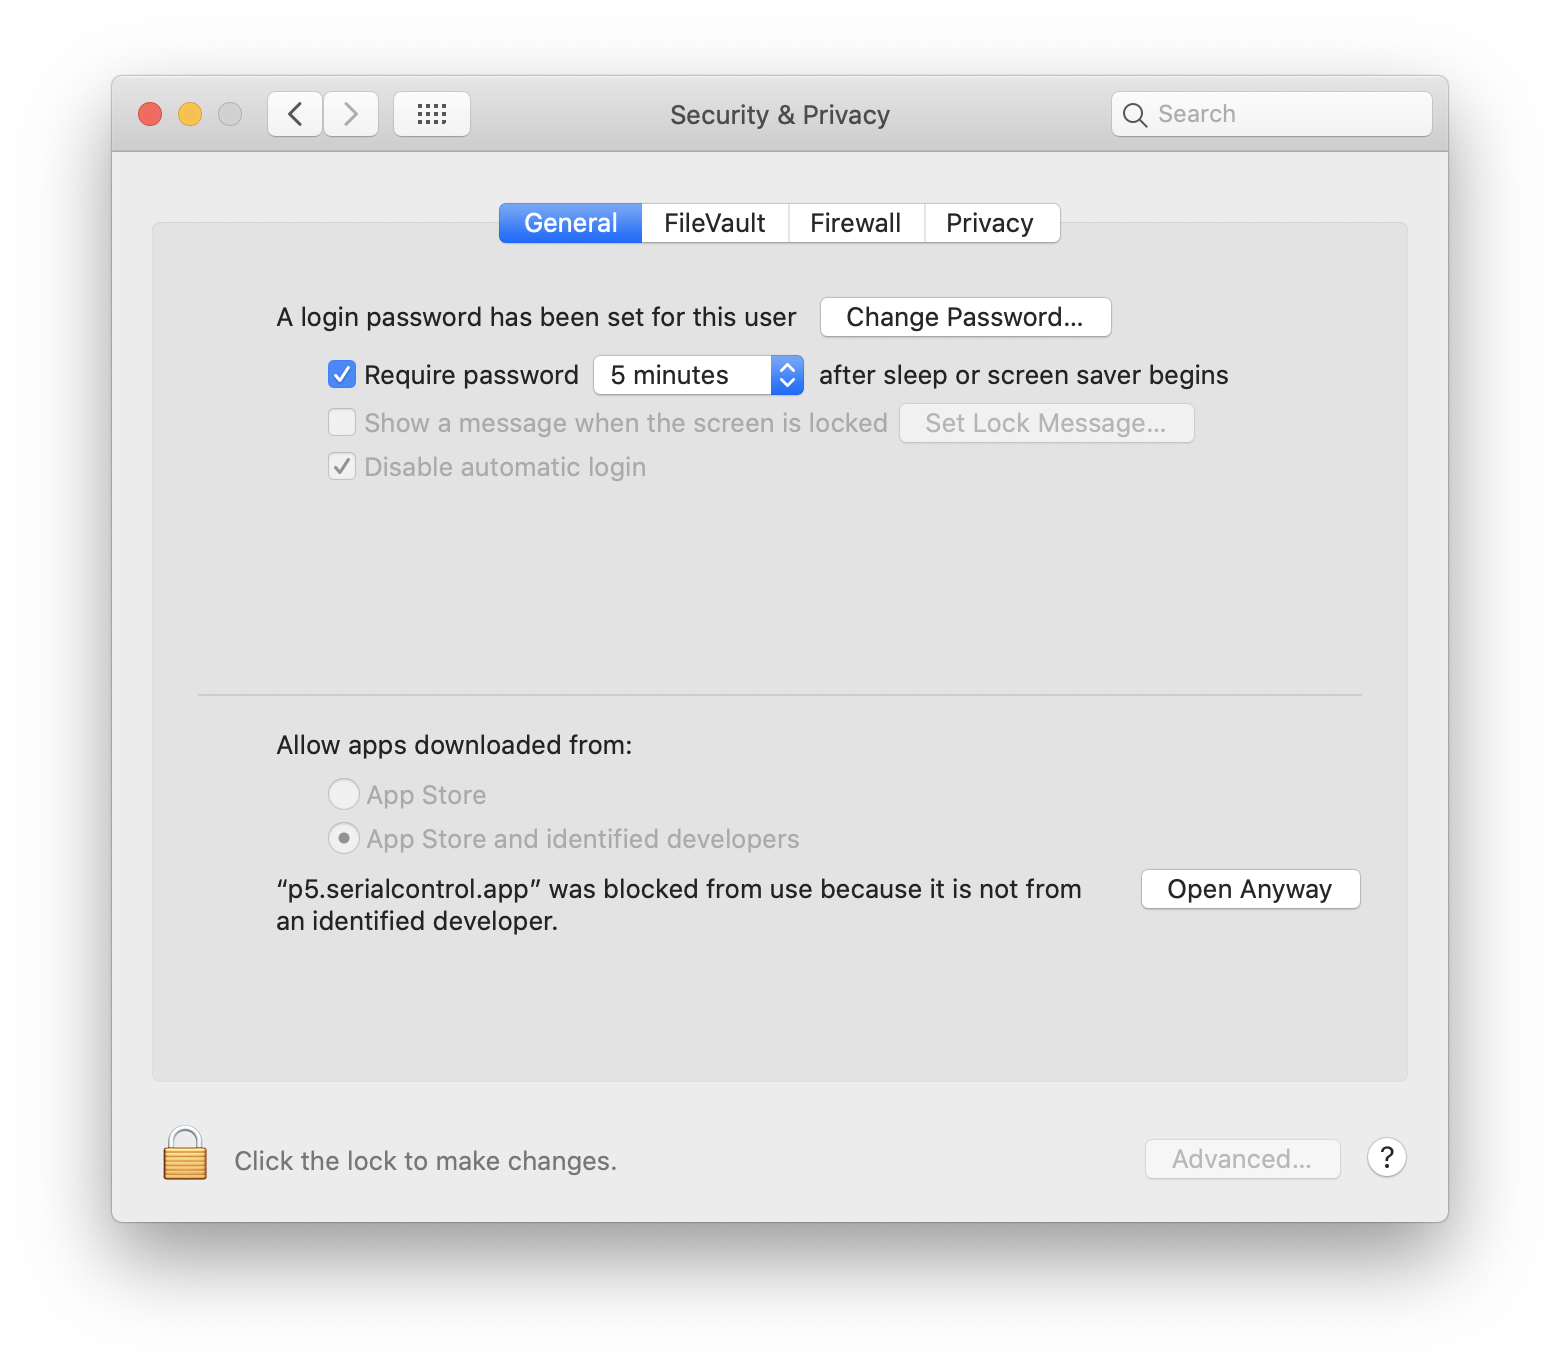 Security & Privacy
Search
General
FileVault
Firewall
Privacy
A login password has been set for this user
Change Password...
Require password
5 minutes
after sleep or screen saver begins
Show a message when the screen is locked
Set Lock Message...
Disable automatic login
Allow apps downloaded from:
App Store
App Store and identified developers
“p5.serialcontrol.app” was blocked from use because it is not from
an identified developer.
Open Anyway
Click the lock to make changes.
Advanced...
?